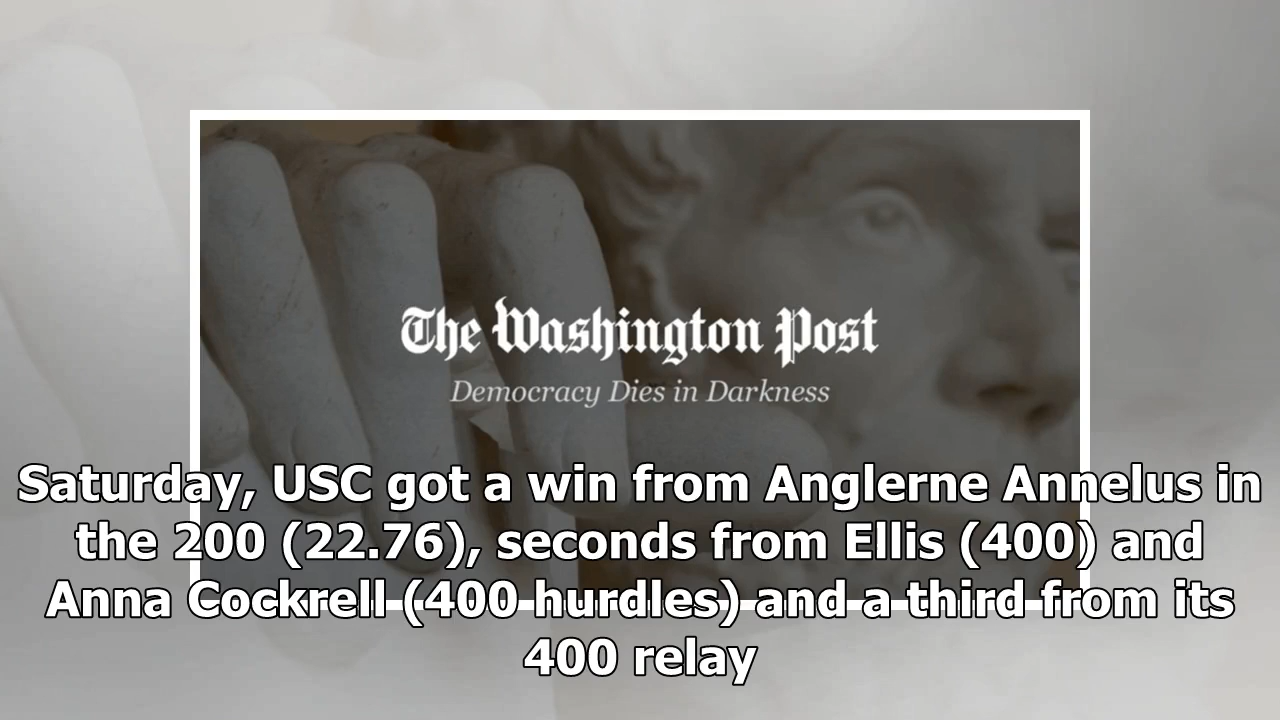 The Washington Post
Democracy Dies in Darkness
Saturday, USC got a win from Anglerne Annelus in
the 200 (22.76), seconds from Ellis (400) and
Anna Cockrell (400 hurdles) and a third from its
400 relay